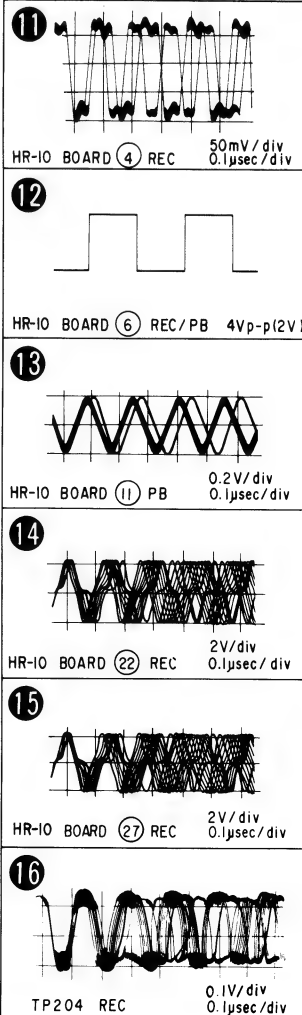 11
50mV/div
HR-10 BOARD 4 REC 0.1µsec/div
12
HR-10 BOARD 6 REC/PB 4Vp-p(2V)
13
0.2V/div
HR-10 BOARD 11 PB 0.1µsec/div
14
2V/div
HR-10 BOARD 22 REC 0.1µsec/div
15
2V/div
HR-10 BOARD 27 REC 0.1µsec/div
16
0.1V/div
TP204 REC 0.1µsec/div